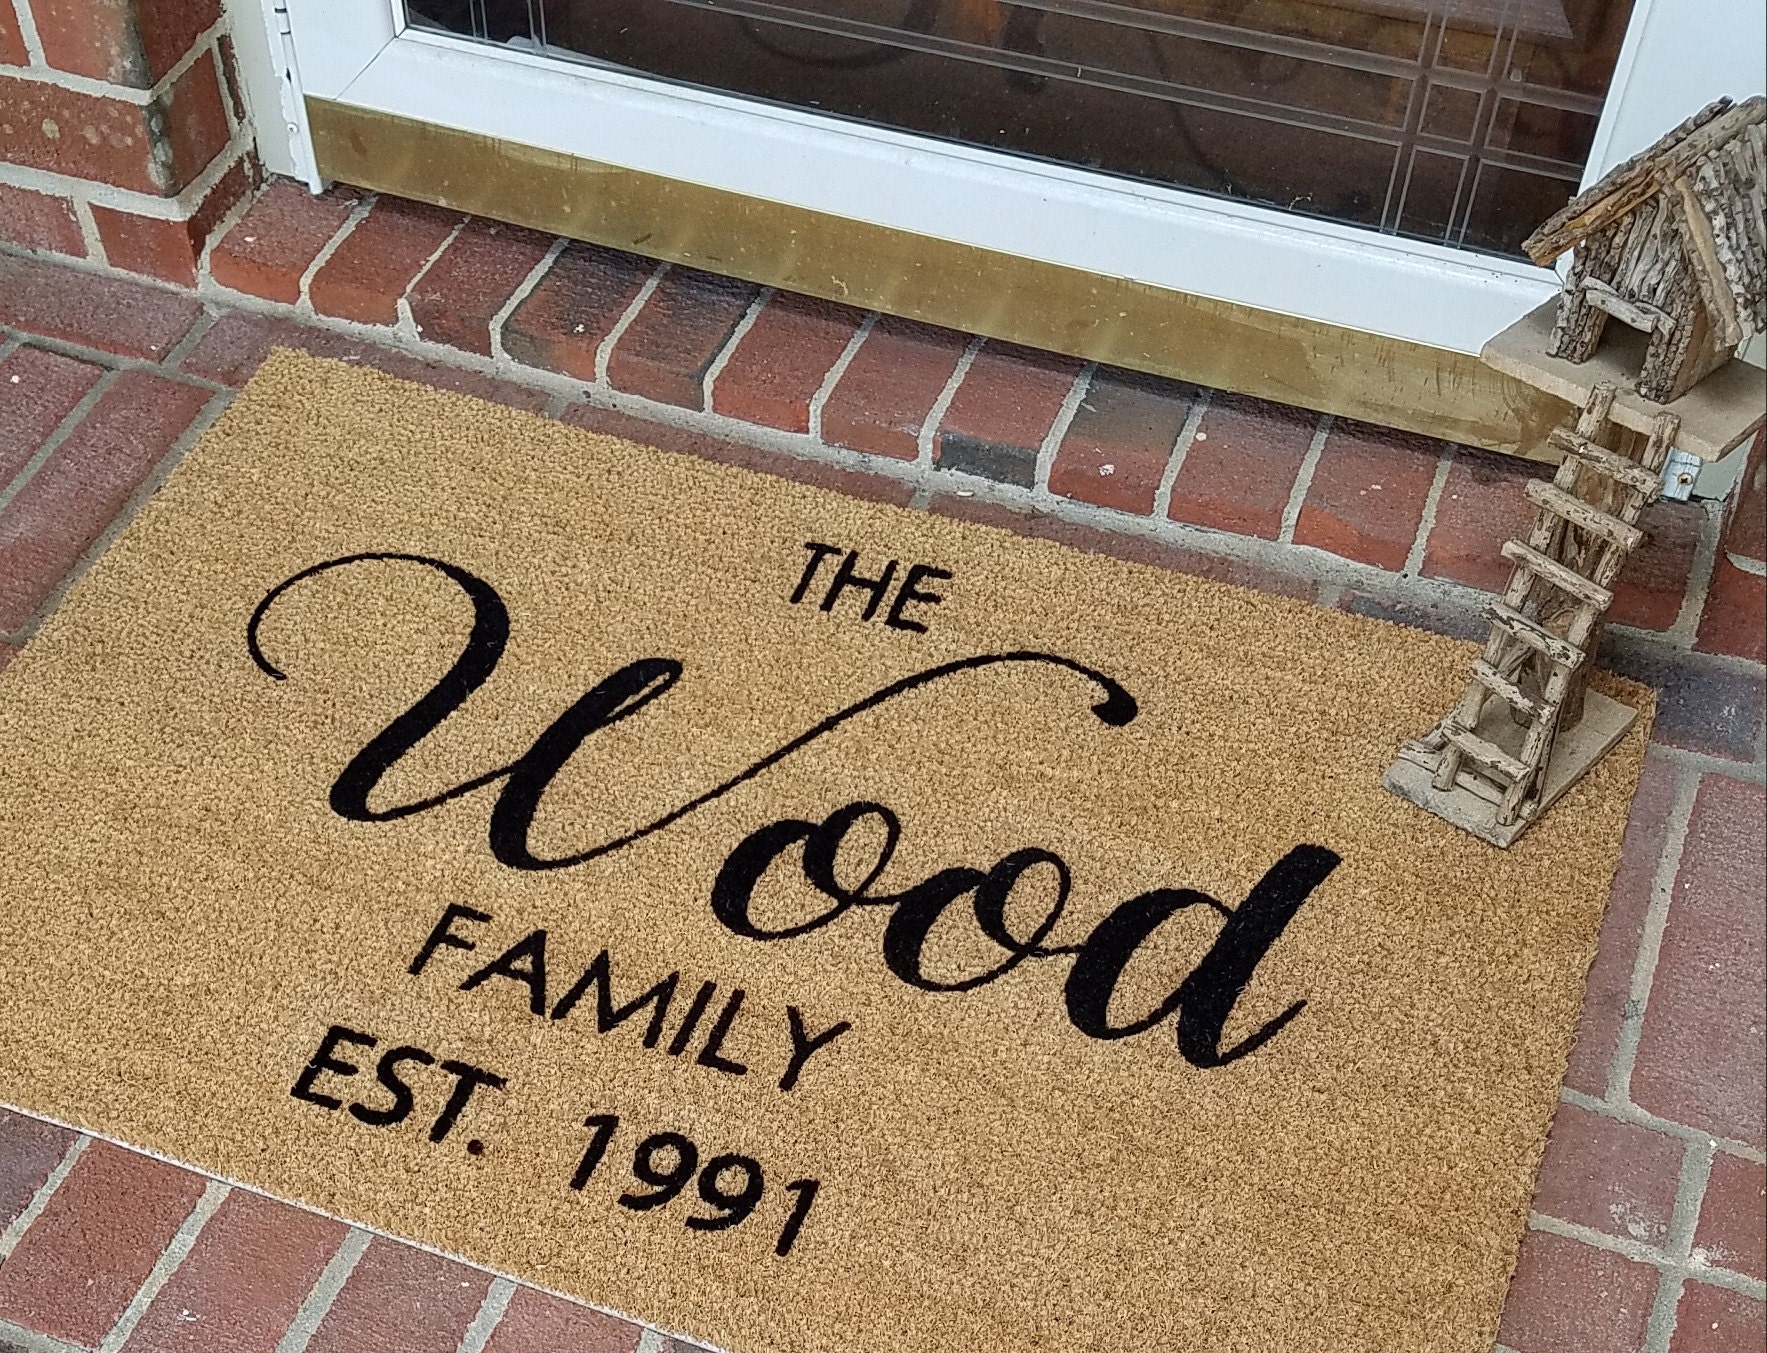 THE
Wood
FAMILY
EST. 1991